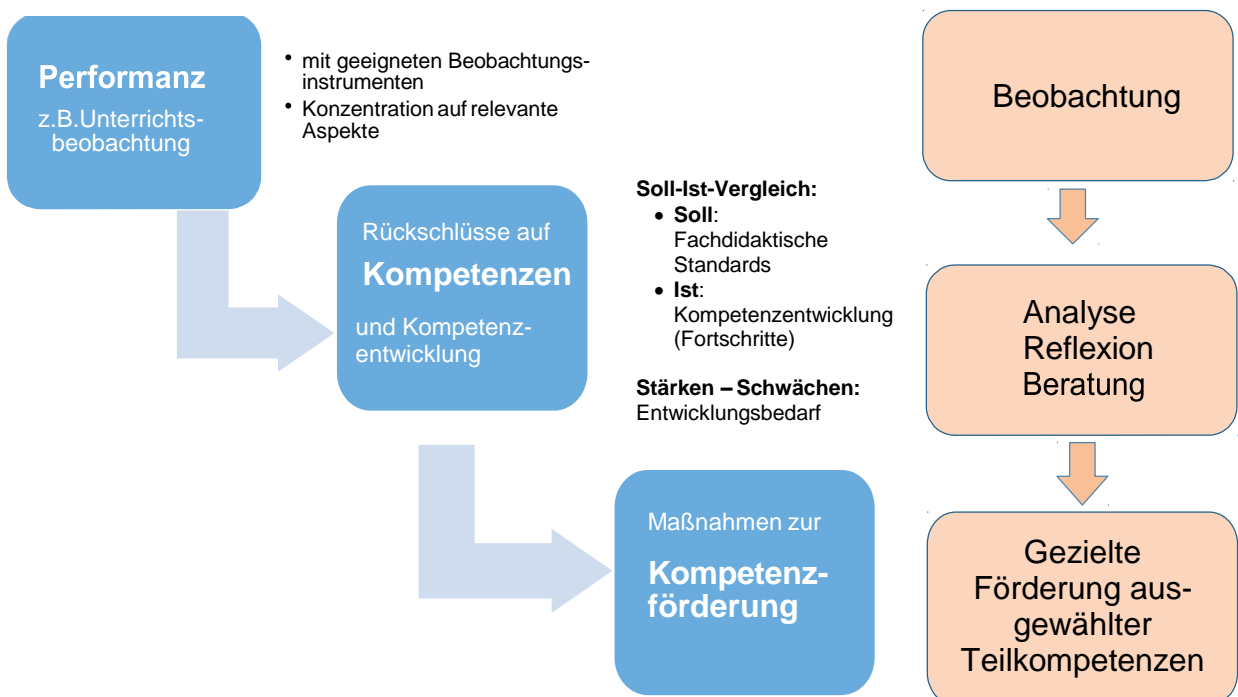 Performanz
z.B.Unterrichts-
beobachtung
• mit geeigneten Beobachtungs-
instrumenten
• Konzentration auf relevante
Aspekte
Rückschlüsse auf
Kompetenzen
und Kompetenz-
entwicklung
Soll-Ist-Vergleich:
• Soll:
Fachdidaktische
Standards
• Ist:
Kompetenzentwicklung
(Fortschritte)
Stärken – Schwächen:
Entwicklungsbedarf
Maßnahmen zur
Kompetenz-
förderung
Beobachtung
Analyse
Reflexion
Beratung
Gezielte
Förderung aus-
gewählter
Teilkompetenzen